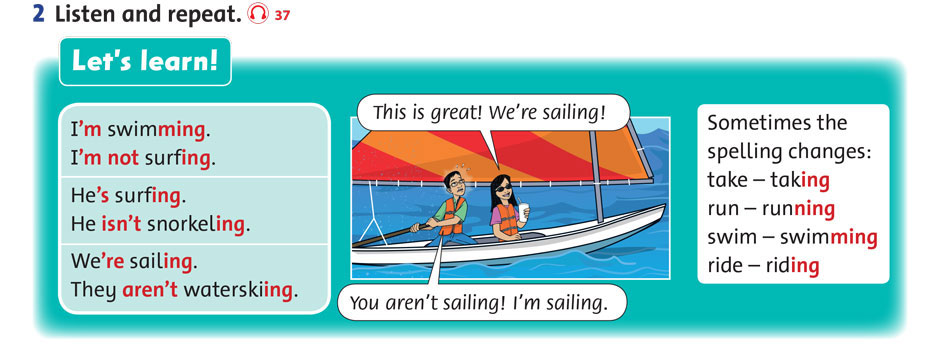 2 Listen and repeat. 37
Let's learn!
I'm swimming.
I'm not surfing.
He's surfing.
He isn't snorkeling.
We're sailing.
They aren't waterskiing.
This is great! We're sailing!
You aren't sailing! I'm sailing.
Sometimes the
spelling changes:
take – taking
run – running
swim – swimming
ride – riding